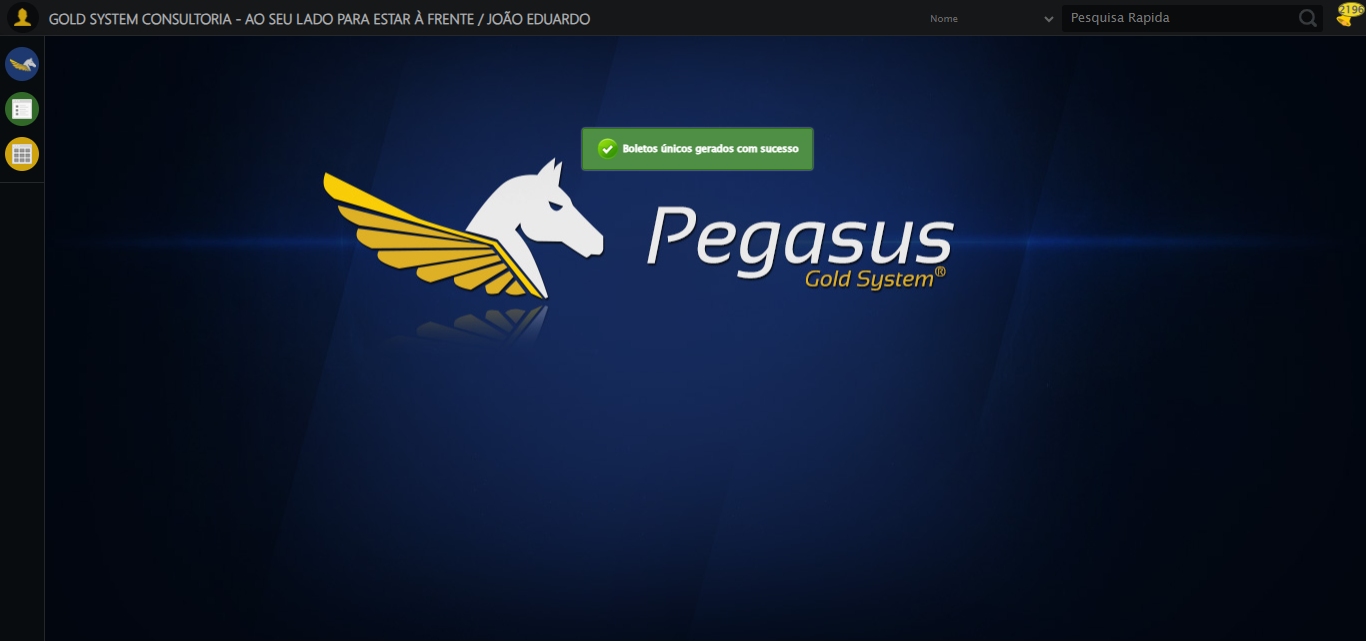 GOLD SYSTEM CONSULTORIA - AO SEU LADO PARA ESTAR À FRENTE / JOÃO EDUARDO
Nome
Pesquisa Rapida
2196
Boletos únicos gerados com sucesso
Pegasus
Gold System®